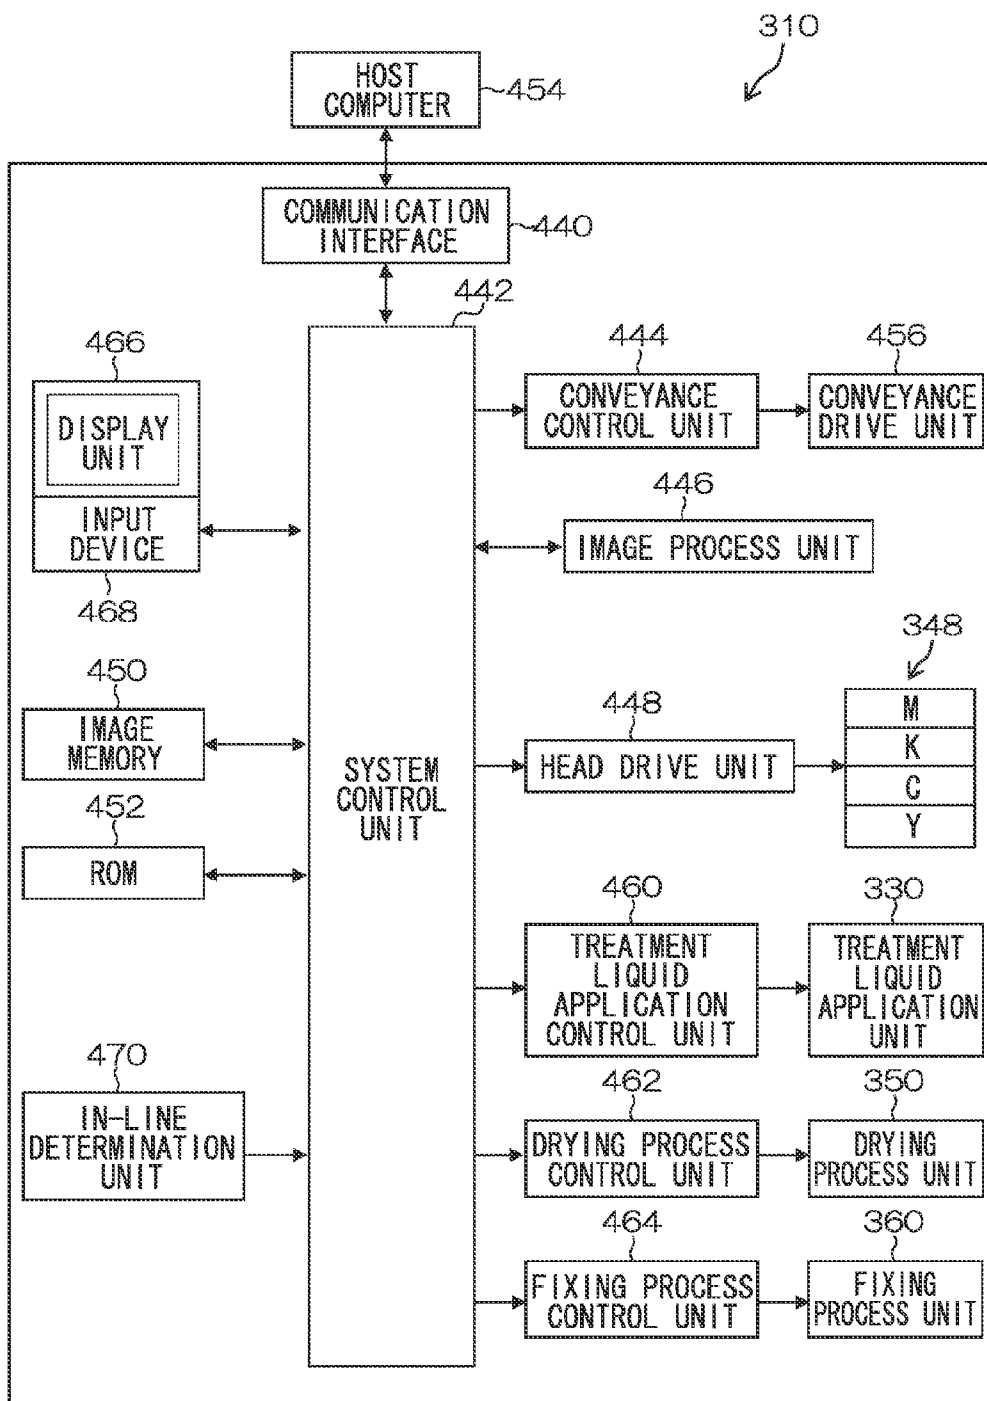 310
HOST
COMPUTER
454
COMMUNICATION
INTERFACE
440
442
466
DISPLAY
UNIT
INPUT
DEVICE
468
450
IMAGE
MEMORY
452
ROM
470
IN-LINE
DETERMINATION
UNIT
SYSTEM
CONTROL
UNIT
444
CONVEYANCE
CONTROL UNIT
456
CONVEYANCE
DRIVE UNIT
446
IMAGE PROCESS UNIT
348
448
HEAD DRIVE UNIT
M
K
C
Y
460
TREATMENT
LIQUID
APPLICATION
CONTROL UNIT
330
TREATMENT
LIQUID
APPLICATION
UNIT
462
DRYING PROCESS
CONTROL UNIT
350
DRYING
PROCESS UNIT
464
FIXING PROCESS
CONTROL UNIT
360
FIXING
PROCESS UNIT